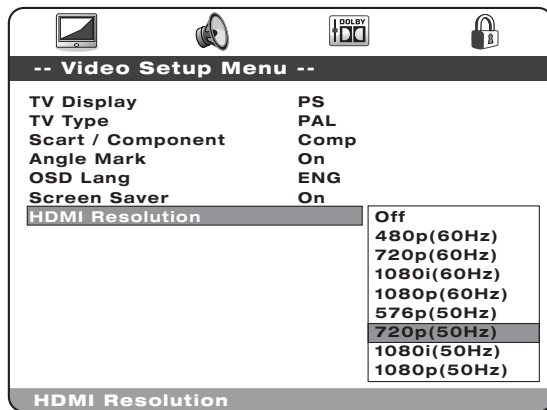 DOLBY
-- Video Setup Menu --
TV Display PS
TV Type PAL
Scart / Component Comp
Angle Mark On
OSD Lang ENG
Screen Saver On
HDMI Resolution Off
480p(60Hz)
720p(60Hz)
1080i(60Hz)
1080p(60Hz)
576p(50Hz)
720p(50Hz)
1080i(50Hz)
1080p(50Hz)
HDMI Resolution